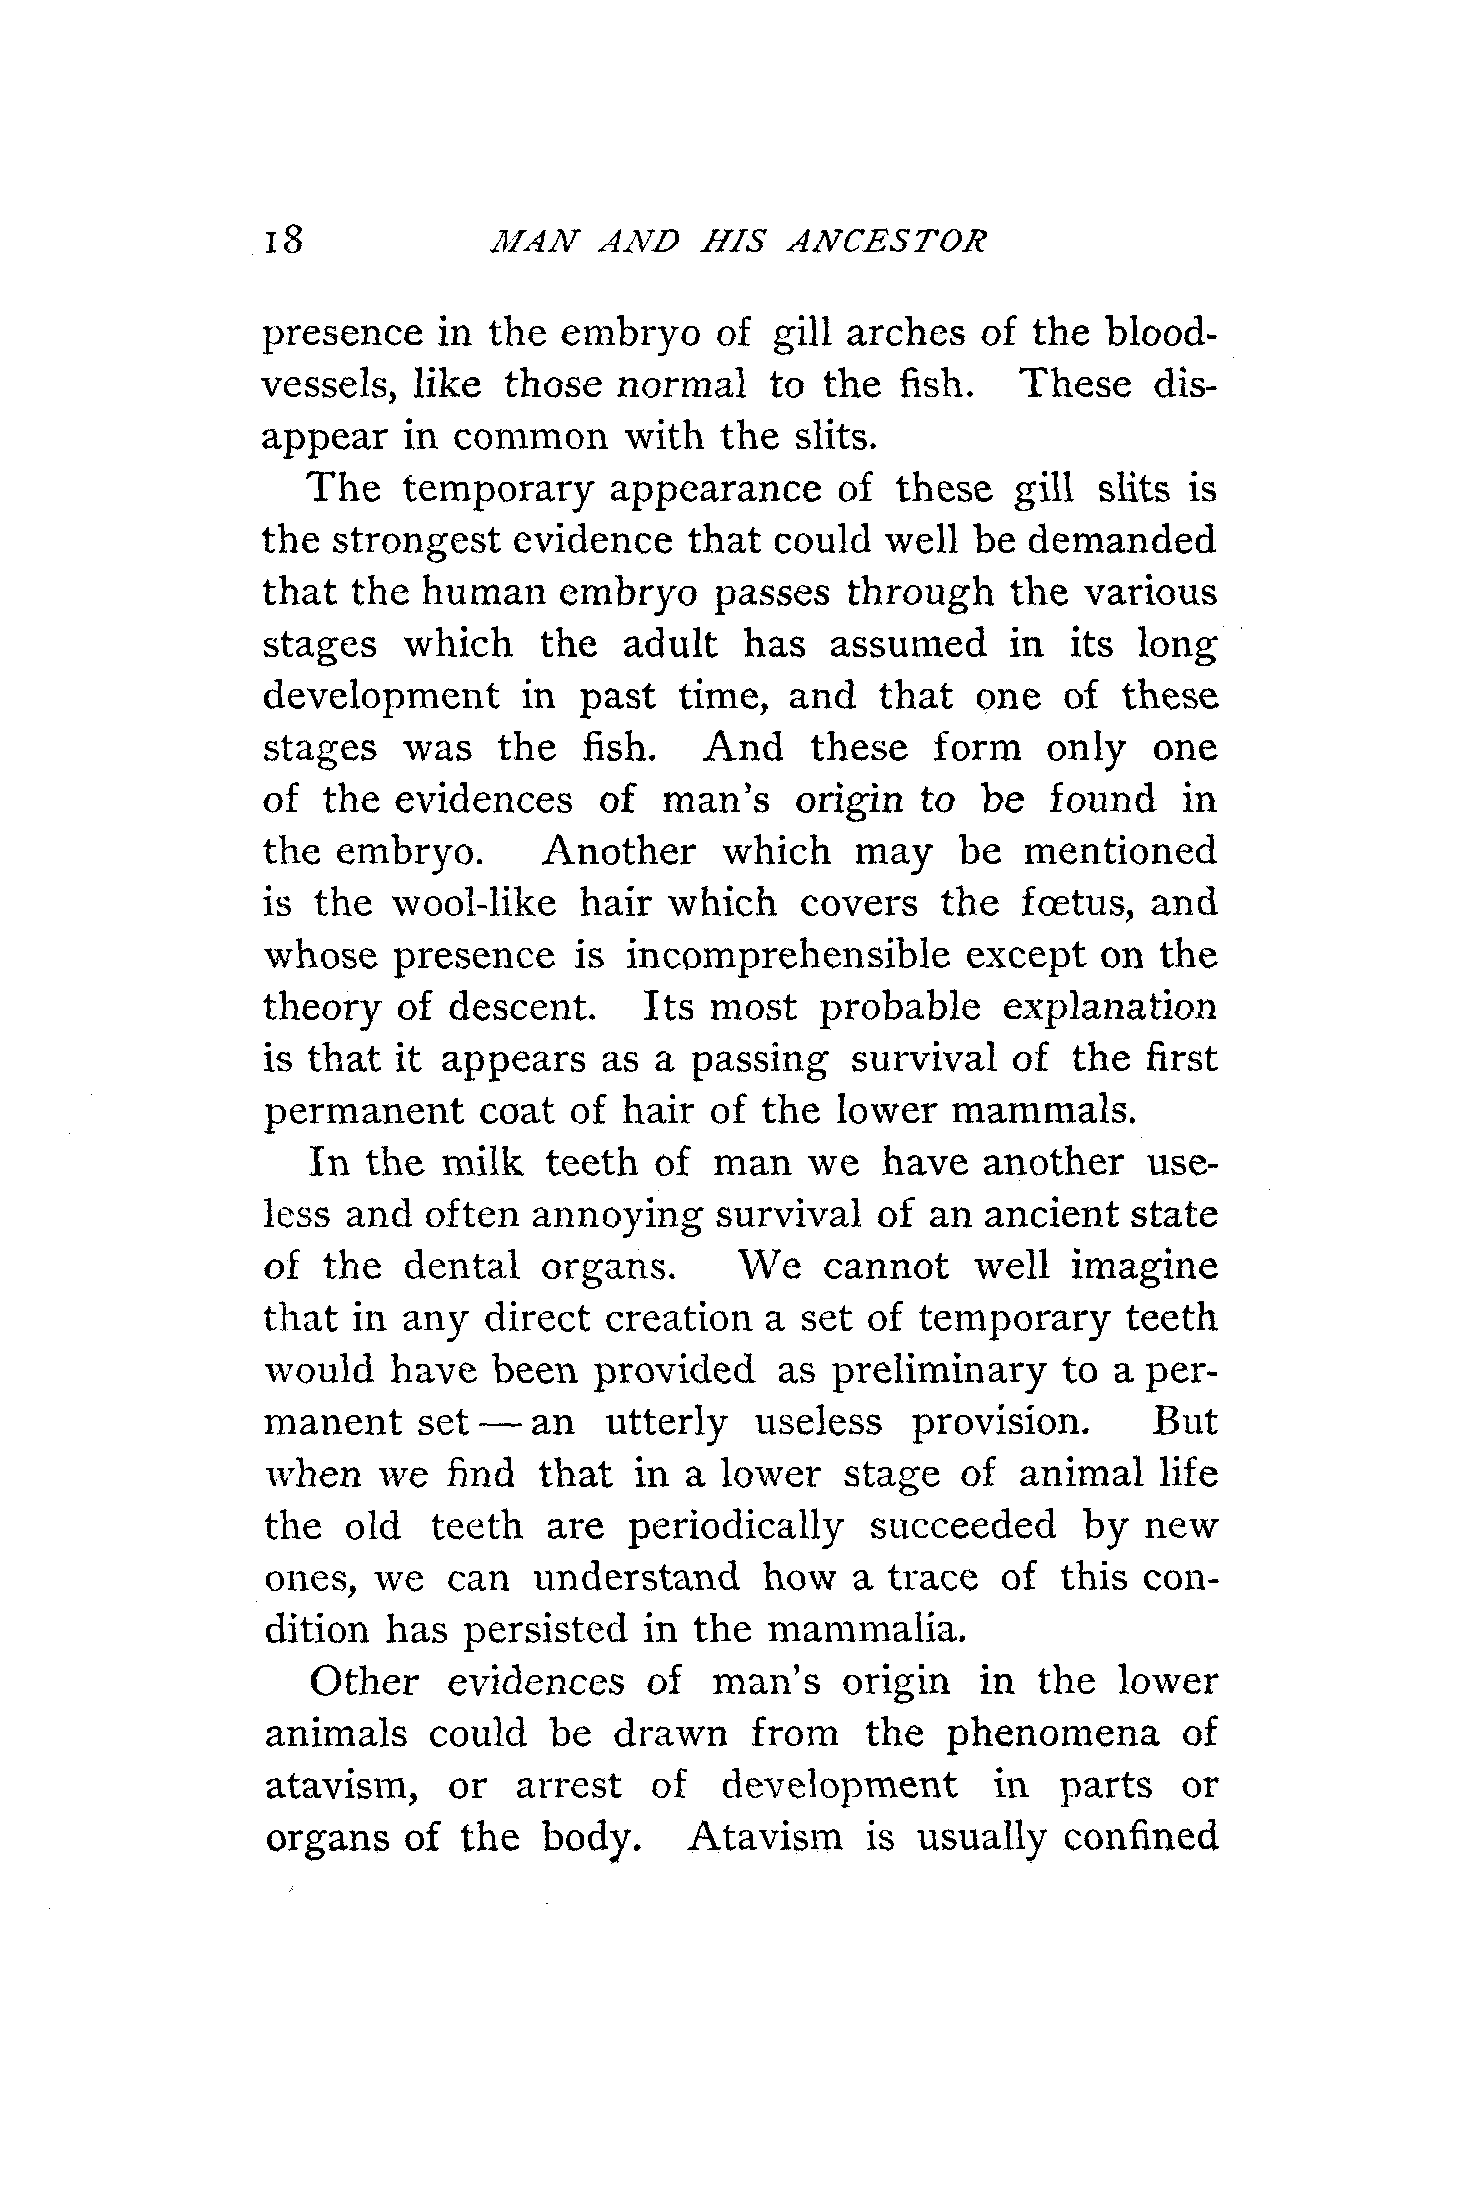 18 MAN AND HIS ANCESTOR
presence in the embryo of gill arches of the blood-
vessels, like those normal to the fish. These dis-
appear in common with the slits.
The temporary appearance of these gill slits is
the strongest evidence that could well be demanded
that the human embryo passes through the various
stages which the adult has assumed in its long
development in past time, and that one of these
stages was the fish. And these form only one
of the evidences of man's origin to be found in
the embryo. Another which may be mentioned
is the wool-like hair which covers the fœtus, and
whose presence is incomprehensible except on the
theory of descent. Its most probable explanation
is that it appears as a passing survival of the first
permanent coat of hair of the lower mammals.
In the milk teeth of man we have another use-
less and often annoying survival of an ancient state
of the dental organs. We cannot well imagine
that in any direct creation a set of temporary teeth
would have been provided as preliminary to a per-
manent set — an utterly useless provision. But
when we find that in a lower stage of animal life
the old teeth are periodically succeeded by new
ones, we can understand how a trace of this con-
dition has persisted in the mammalia.
Other evidences of man's origin in the lower
animals could be drawn from the phenomena of
atavism, or arrest of development in parts or
organs of the body. Atavism is usually confined